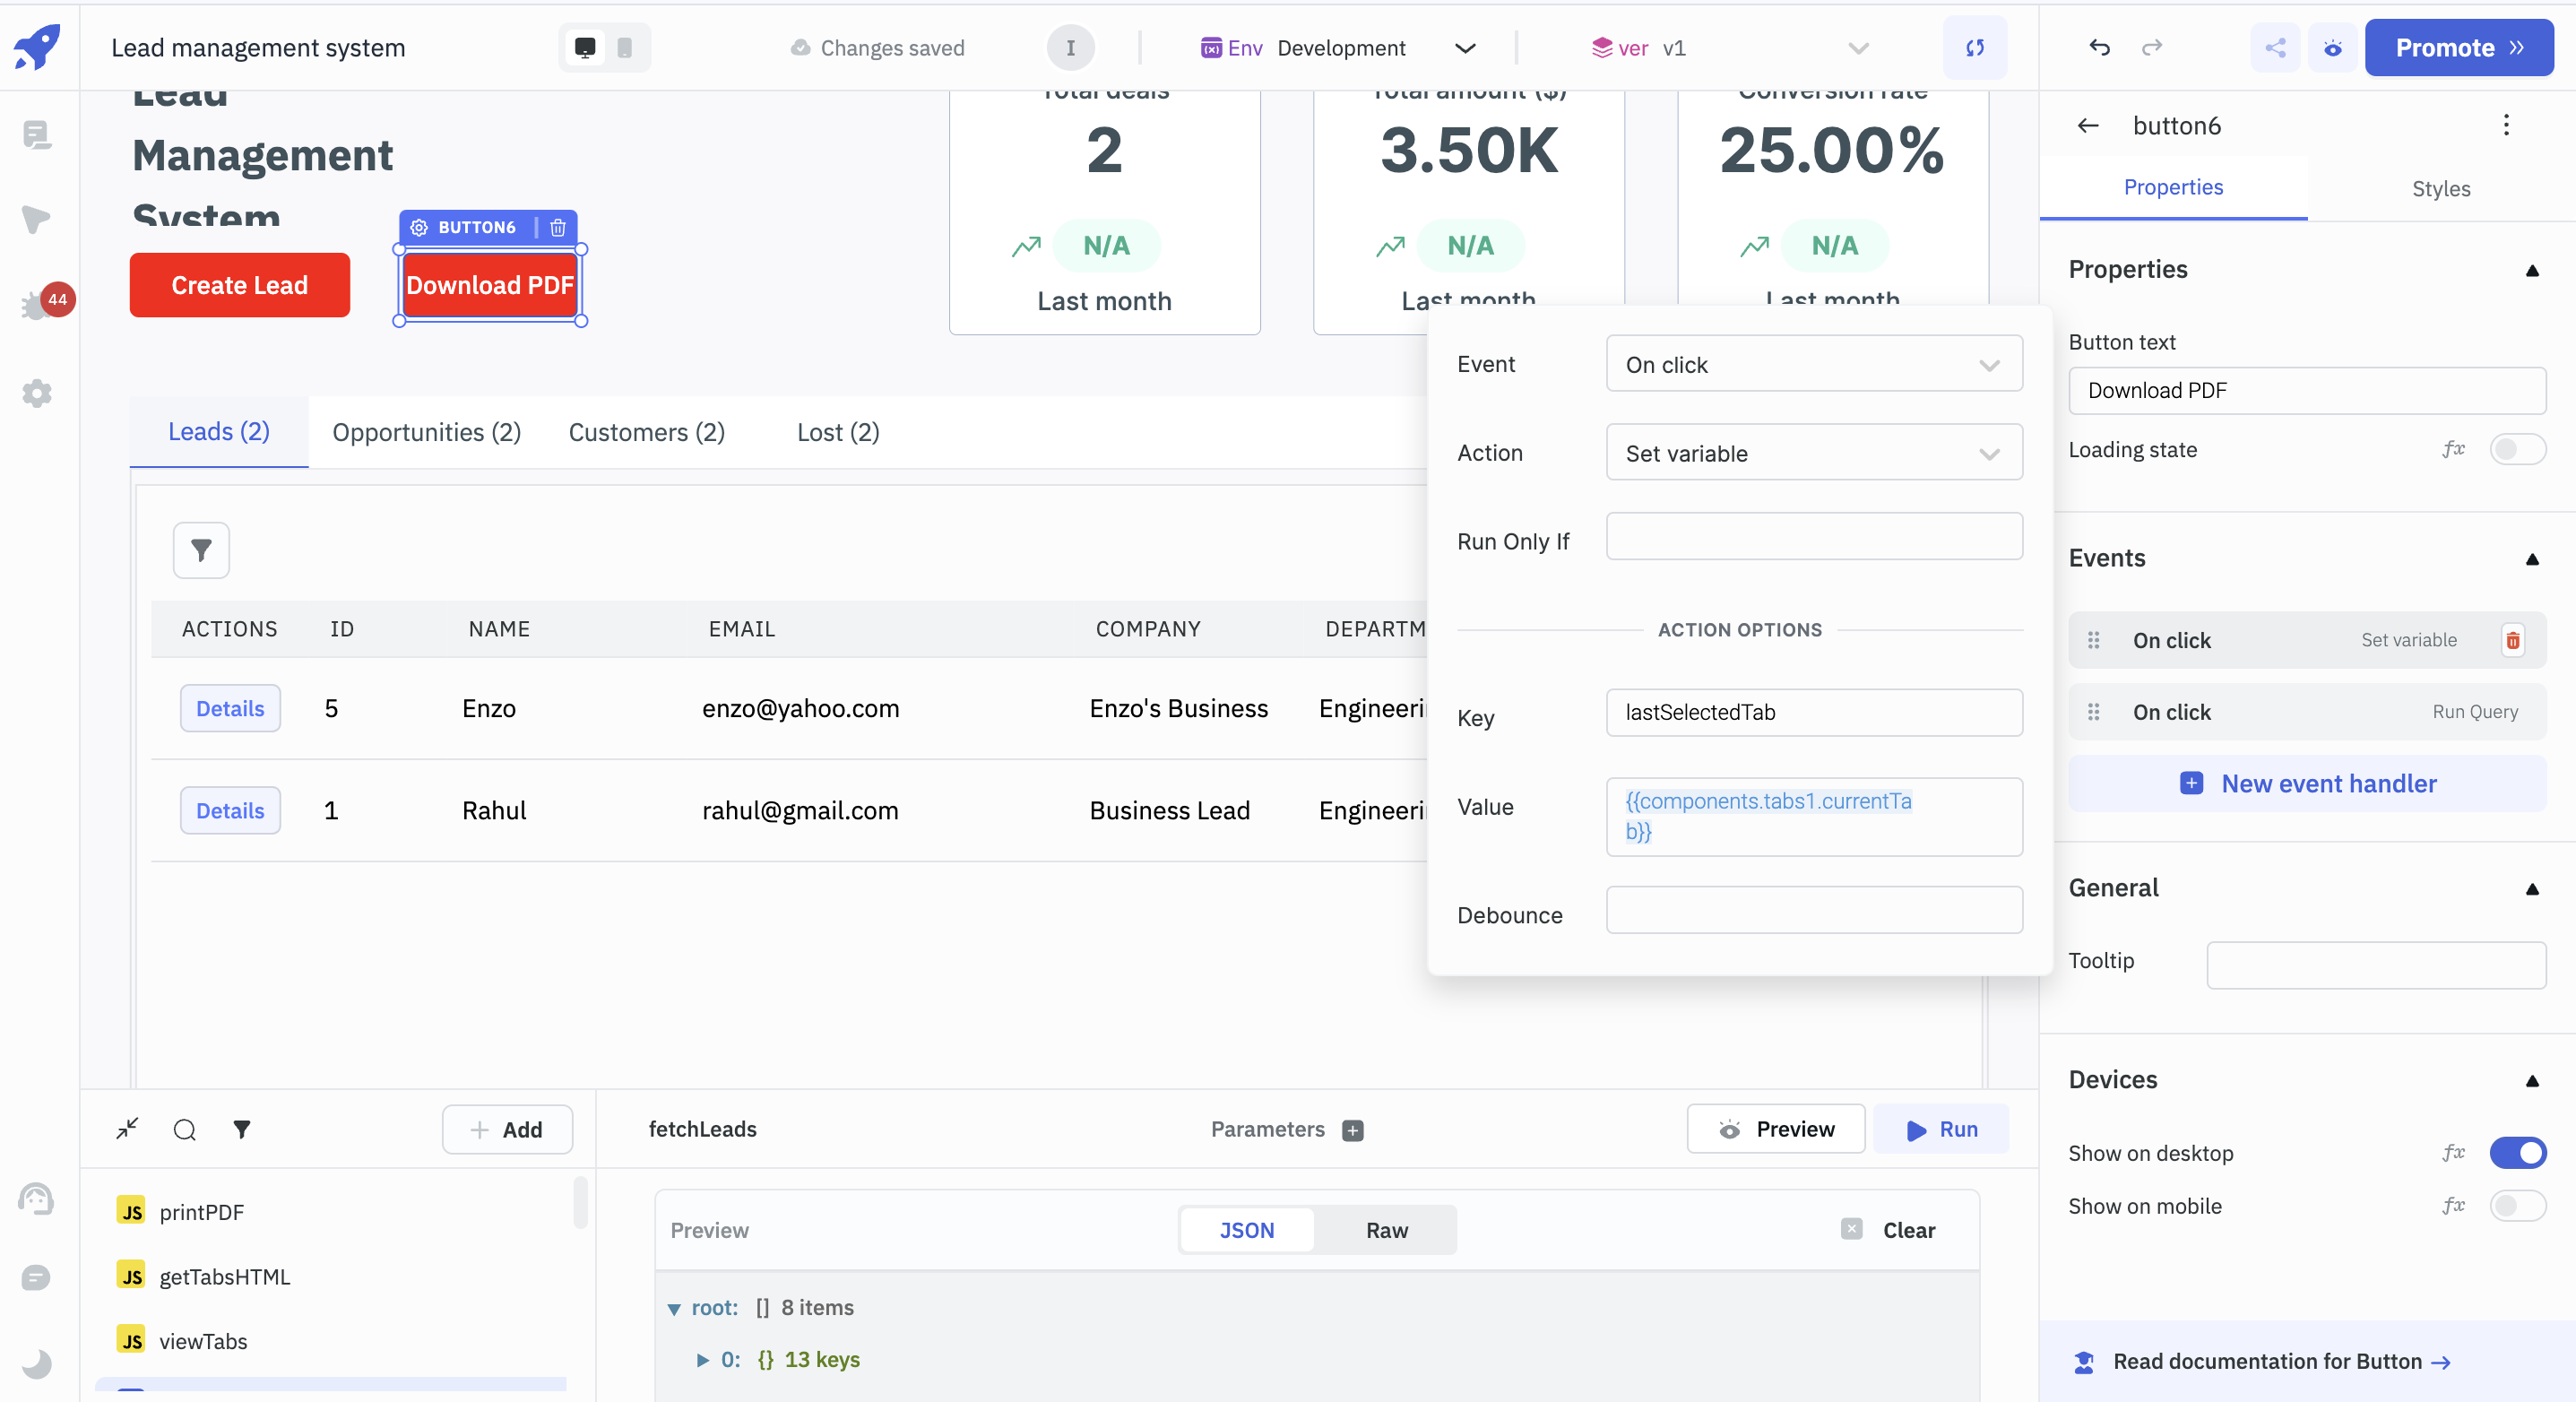 Lead management system
Changes saved
I
Env Development
ver v1
Promote
Lead
Management
System
Total deals
2
N/A
Last month
Total amount ($)
3.50K
N/A
Last month
Conversion rate
25.00%
N/A
Last month
BUTTON6
Create Lead
Download PDF
44
Leads (2)
Opportunities (2)
Customers (2)
Lost (2)
ACTIONS ID NAME EMAIL COMPANY DEPARTM
Details 5 Enzo enzo@yahoo.com Enzo's Business Engineeri
Details 1 Rahul rahul@gmail.com Business Lead Engineeri
Event
On click
Action
Set variable
Run Only If
ACTION OPTIONS
Key
lastSelectedTab
Value
{{components.tabs1.currentTa
b}}
Debounce
button6
Properties
Styles
Properties
Button text
Download PDF
Loading state
fx
Events
On click Set variable
On click Run Query
New event handler
General
Tooltip
Devices
Show on desktop
fx
Show on mobile
fx
Read documentation for Button →
Add
JS printPDF
JS getTabsHTML
JS viewTabs
fetchLeads
Parameters
Preview
Run
Preview
JSON
Raw
Clear
root: [] 8 items
0: {} 13 keys